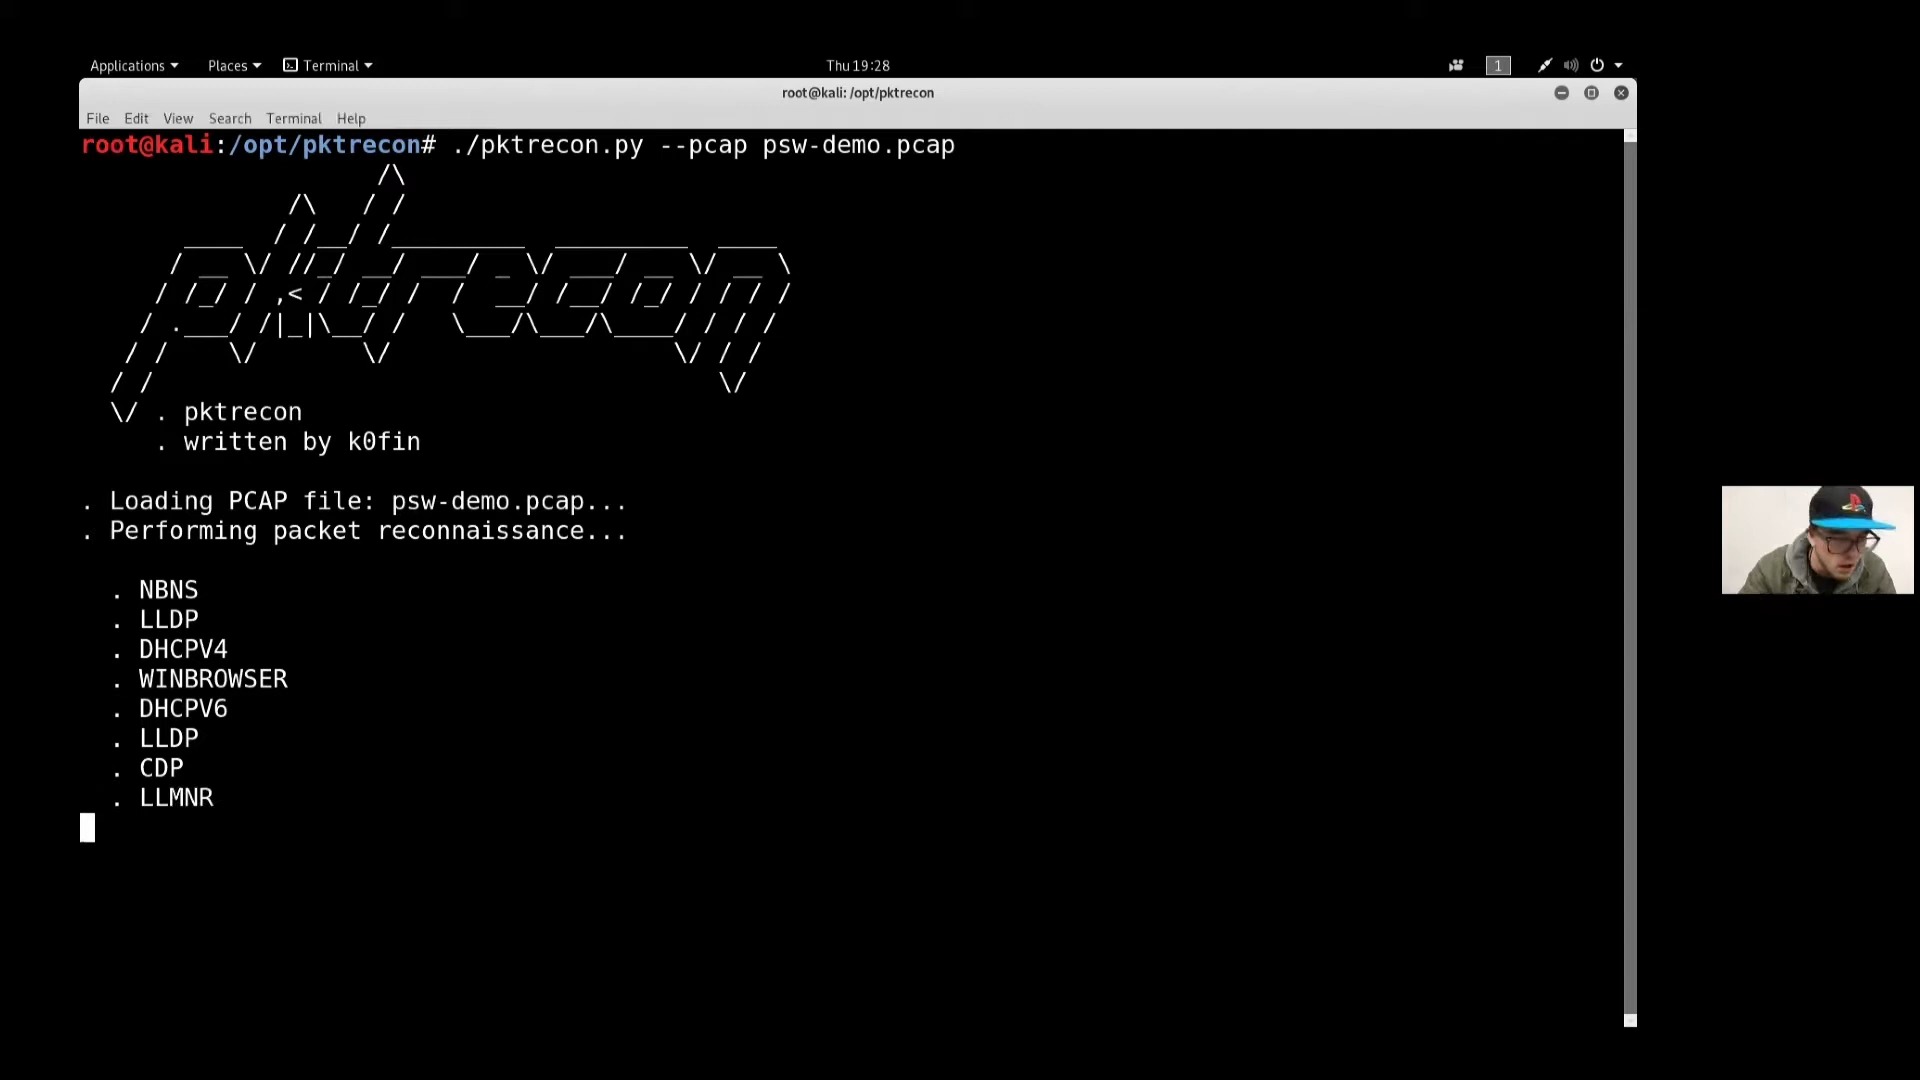 Applications Places Terminal Thu 19:28 1
root@kali: /opt/pktrecon
File Edit View Search Terminal Help
root@kali:/opt/pktrecon# ./pktrecon.py --pcap psw-demo.pcap
pktrecon
. pktrecon
. written by k0fin
. Loading PCAP file: psw-demo.pcap...
. Performing packet reconnaissance...
. NBNS
. LLDP
. DHCPV4
. WINBROWSER
. DHCPV6
. LLDP
. CDP
. LLMNR